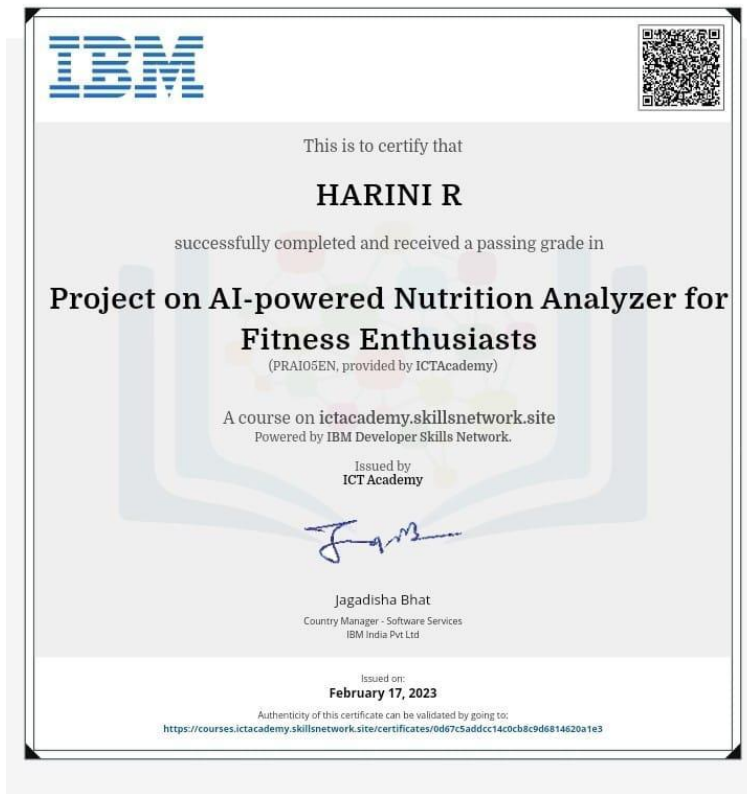 IBM
This is to certify that
HARINI R
successfully completed and received a passing grade in
Project on AI-powered Nutrition Analyzer for
Fitness Enthusiasts
(PRAI05EN, provided by ICTAcademy)
A course on ictacademy.skillsnetwork.site
Powered by IBM Developer Skills Network.
Issued by
ICT Academy
Jagadisha Bhat
Country Manager - Software Services
IBM India Pvt Ltd
Issued on:
February 17, 2023
Authenticity of this certificate can be validated by going to:
https://courses.ictacademy.skillsnetwork.site/certificates/0d67c5addcc14c0cb8c9d6814620a1e3